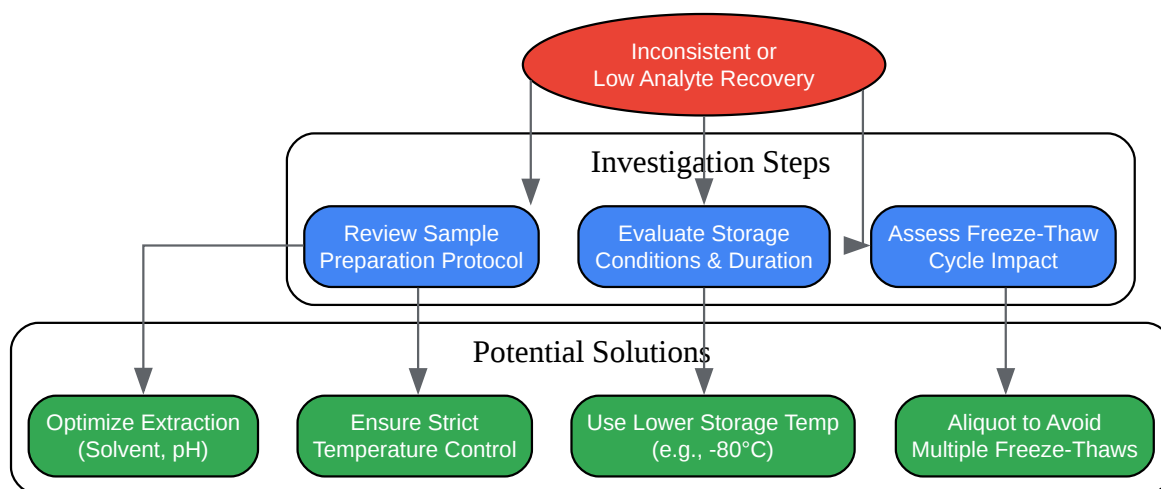 Inconsistent or
Low Analyte Recovery
Investigation Steps
Review Sample
Preparation Protocol
Evaluate Storage
Conditions & Duration
Assess Freeze-Thaw
Cycle Impact
Potential Solutions
Optimize Extraction
(Solvent, pH)
Ensure Strict
Temperature Control
Use Lower Storage Temp
(e.g., -80°C)
Aliquot to Avoid
Multiple Freeze-Thaws